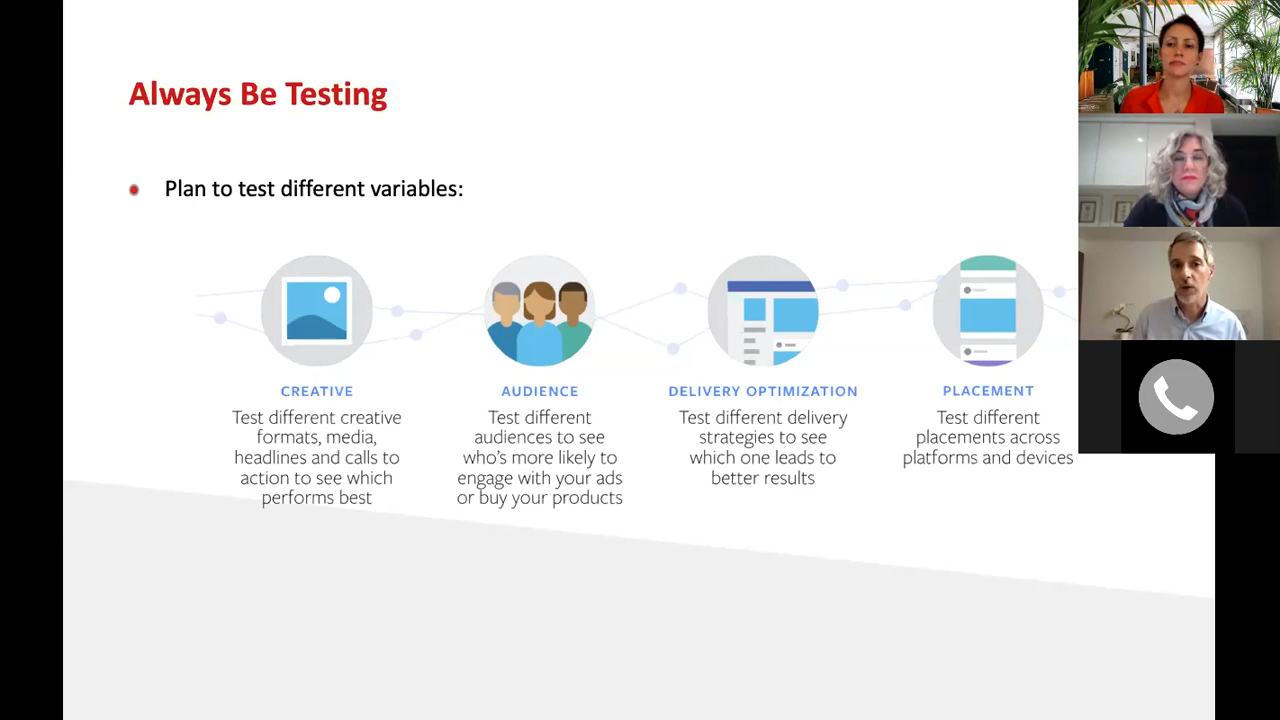 Always Be Testing
Plan to test different variables:
CREATIVE
Test different creative
formats, media,
headlines and calls to
action to see which
performs best
AUDIENCE
Test different
audiences to see
who's more likely to
engage with your ads
or buy your products
DELIVERY OPTIMIZATION
Test different delivery
strategies to see
which one leads to
better results
PLACEMENT
Test different
placements across
platforms and devices